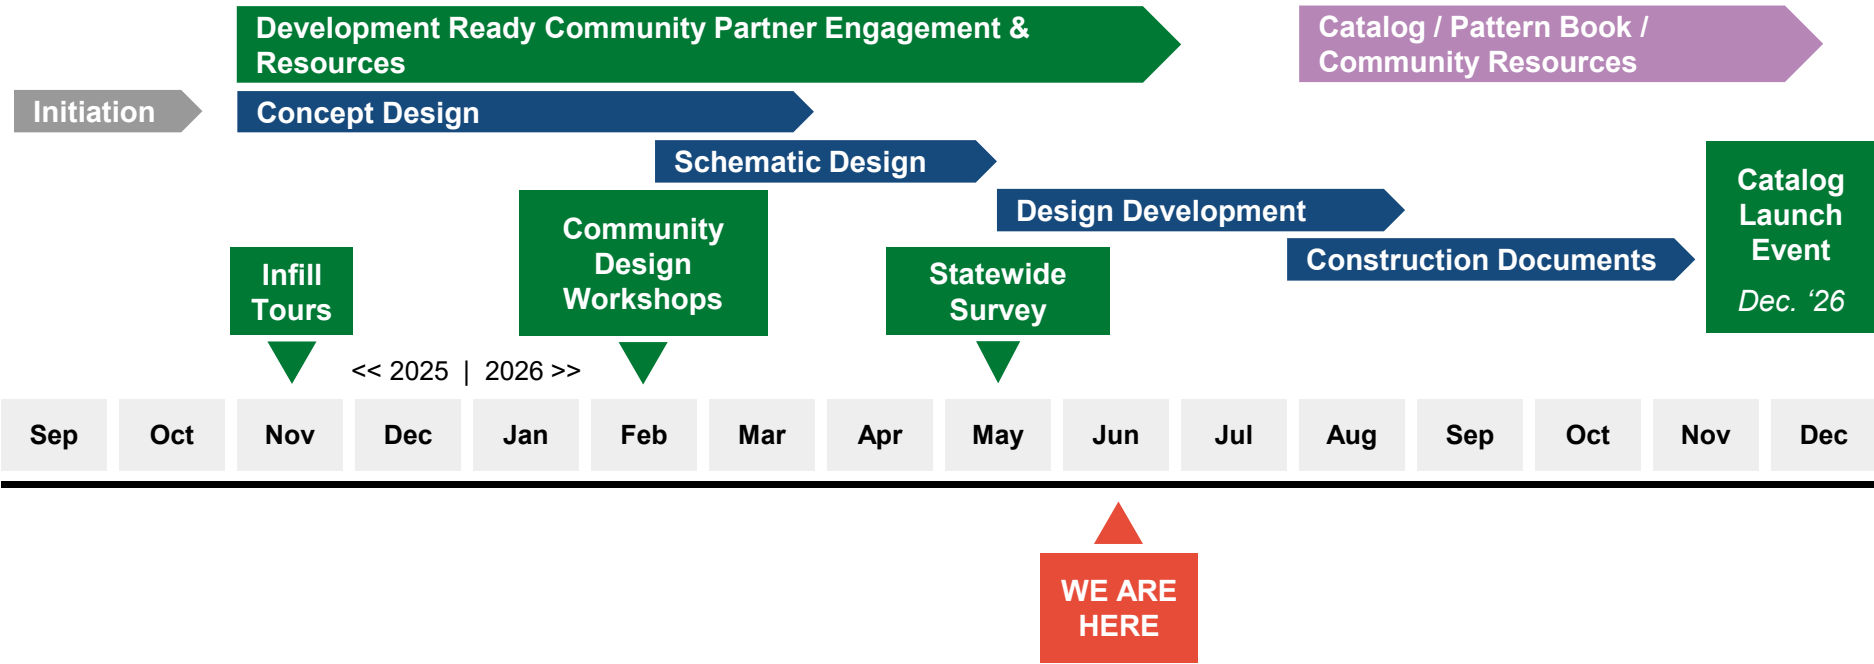 Development Ready Community Partner Engagement &
Resources
Catalog / Pattern Book /
Community Resources
Initiation
Concept Design
Schematic Design
Design Development
Construction Documents
Catalog
Launch
Event
Dec. ‘26
Infill
Tours
Community
Design
Workshops
Statewide
Survey
<< 2025 | 2026 >>
Sep Oct Nov Dec Jan Feb Mar Apr May Jun Jul Aug Sep Oct Nov Dec
WE ARE
HERE